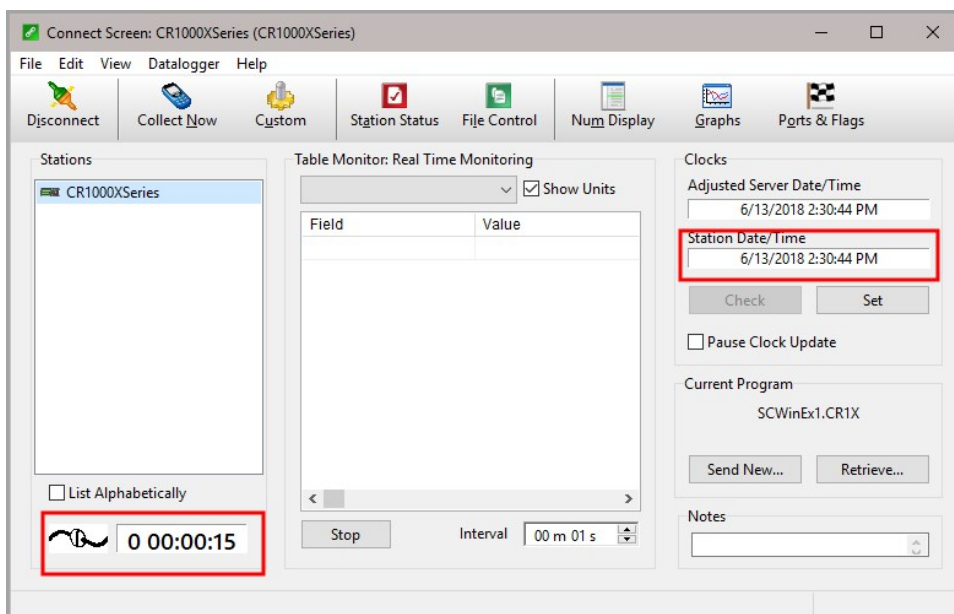 Connect Screen: CR1000XSeries (CR1000XSeries)
File Edit View Datalogger Help
Disconnect Collect Now Custom Station Status File Control Num Display Graphs Ports & Flags
Stations
CR1000XSeries
List Alphabetically
0 00:00:15
Table Monitor: Real Time Monitoring
Show Units
Field Value
Stop Interval 00 m 01 s
Clocks
Adjusted Server Date/Time
6/13/2018 2:30:44 PM
Station Date/Time
6/13/2018 2:30:44 PM
Check Set
Pause Clock Update
Current Program
SCWinEx1.CR1X
Send New... Retrieve...
Notes